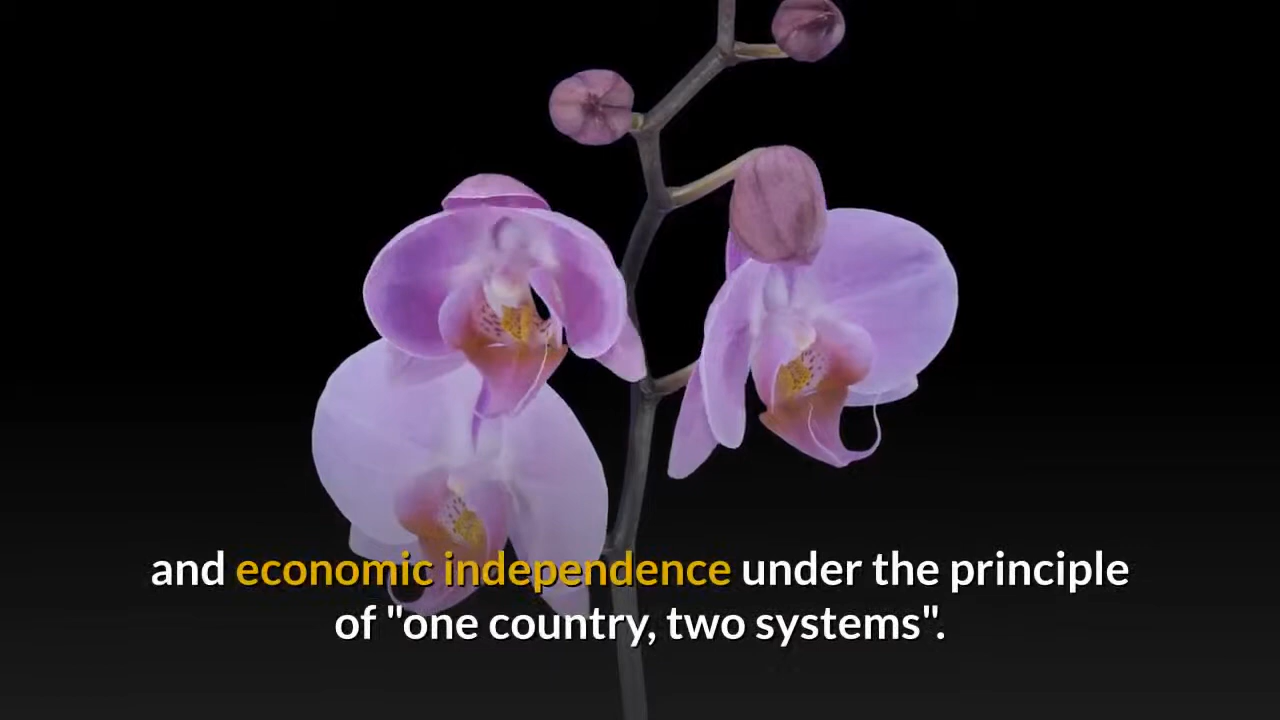 and economic independence under the principle
of "one country, two systems".